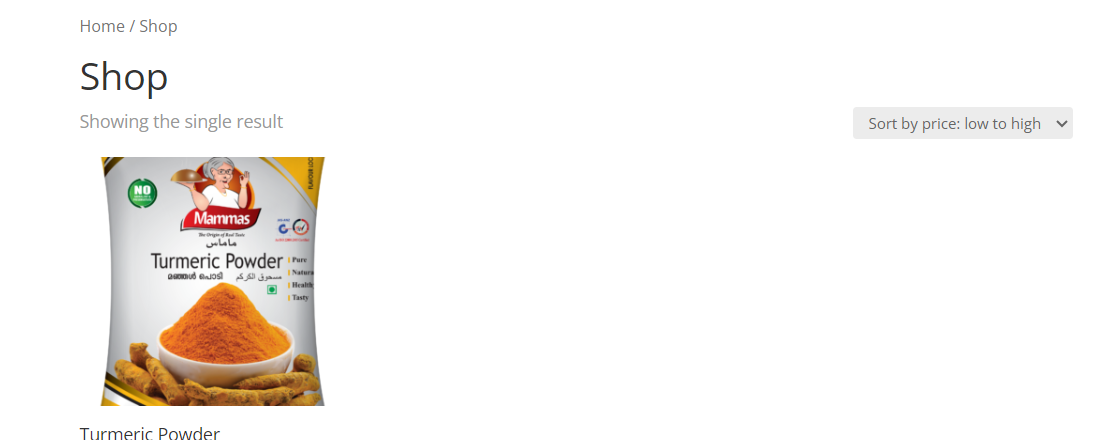 Home / Shop
Shop
Showing the single result
Sort by price: low to high
NO
Mammas
The Origin of Real Taste
ماماس
Turmeric Powder
മഞ്ഞൾ പൊടി مسحوق الكركم
Pure
Natura
Health
Tasty
Turmeric Powder